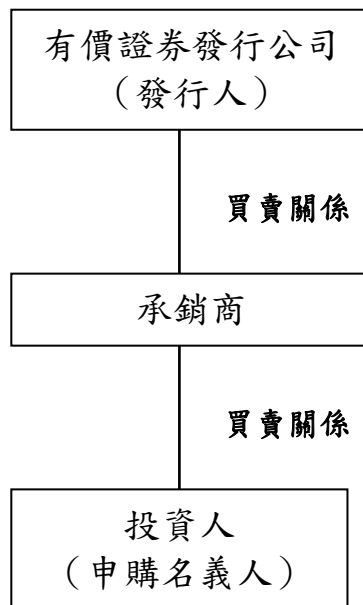 有價證券發行公司
（發行人）
買賣關係
承銷商
買賣關係
投資人
（申購名義人）